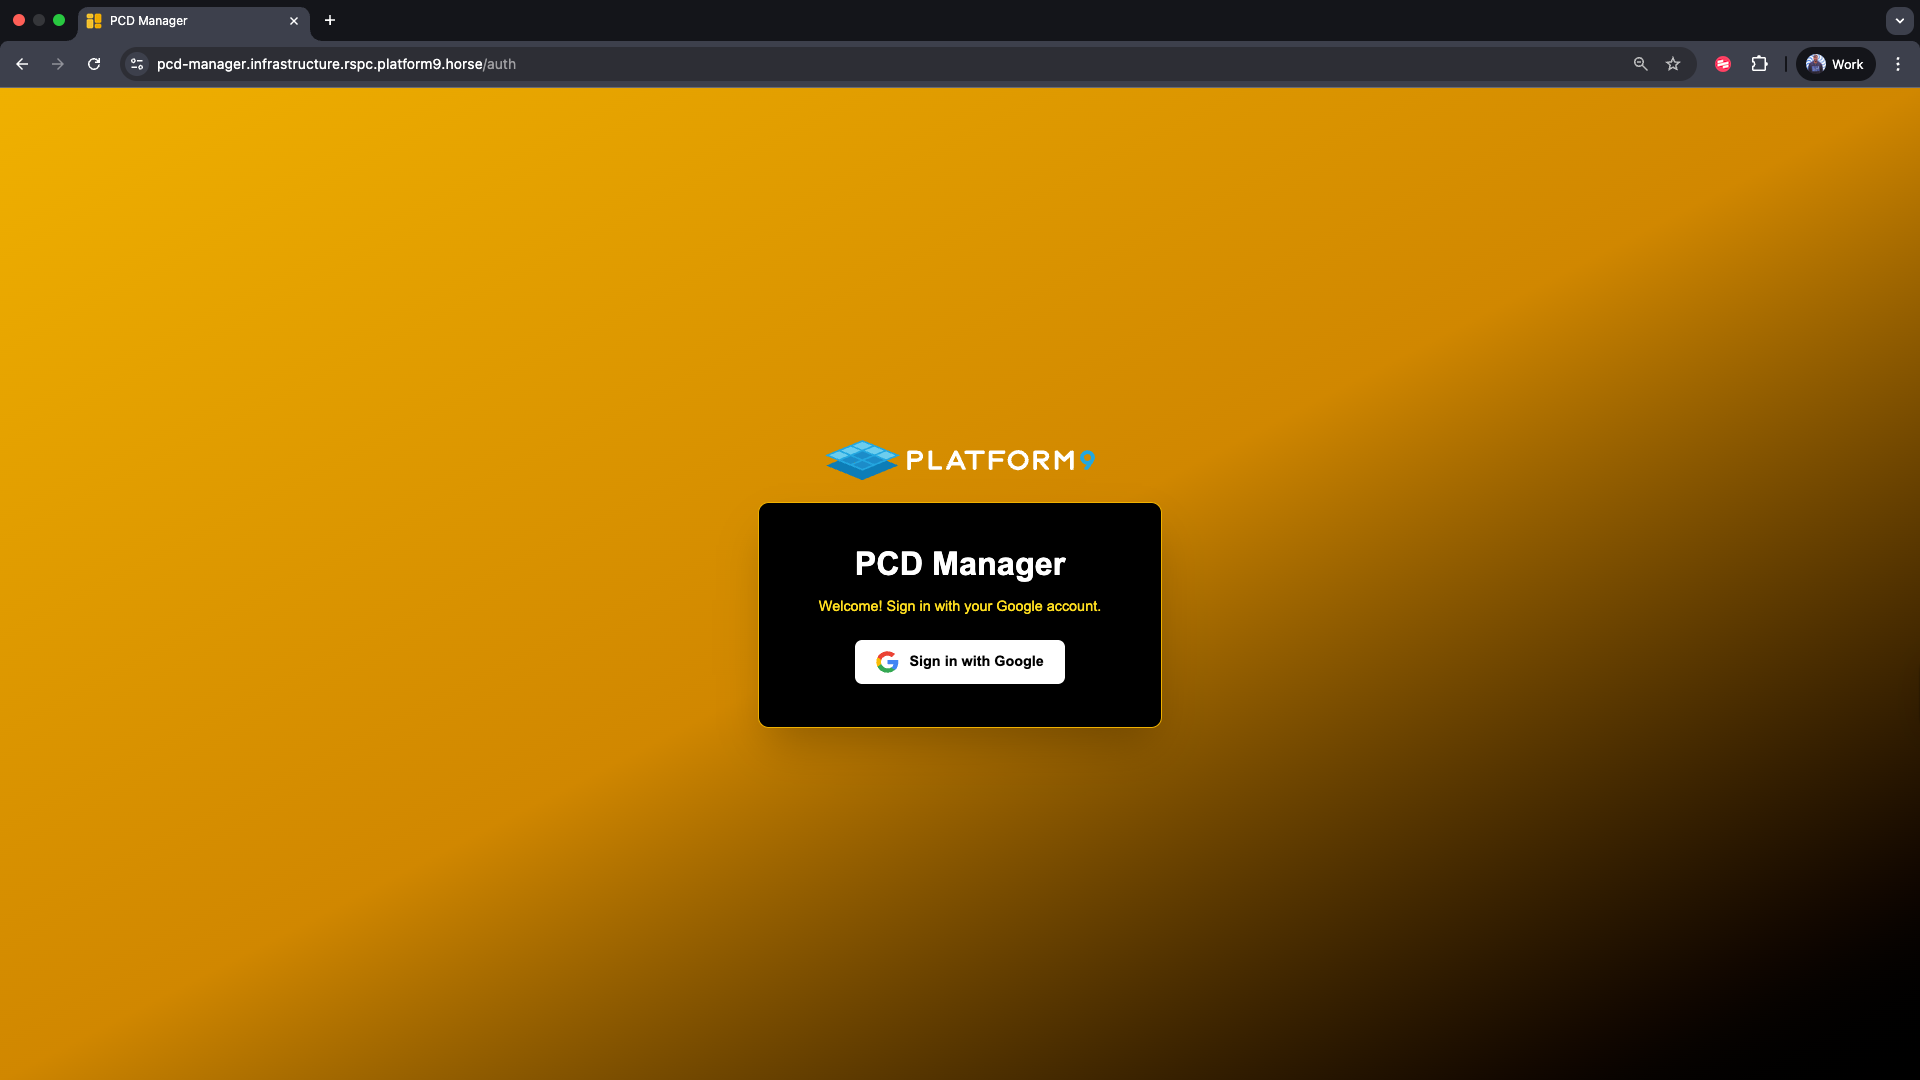 PCD Manager
pcd-manager.infrastructure.rspc.platform9.horse/auth
Work
PLATFORM9
PCD Manager
Welcome! Sign in with your Google account.
Sign in with Google